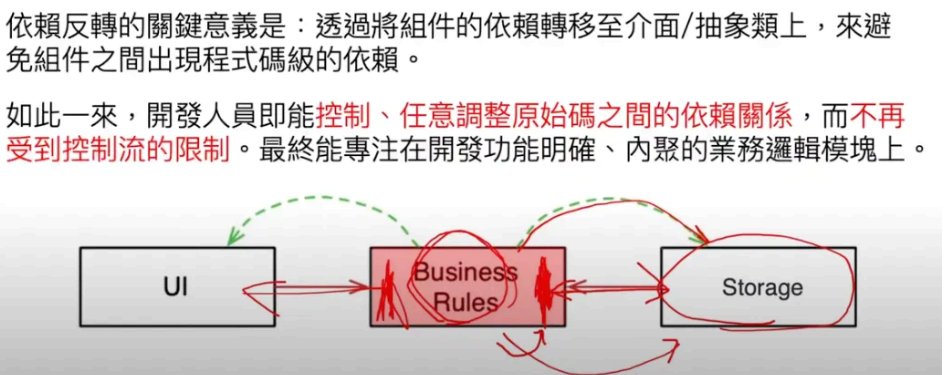 依賴反轉的關鍵意義是：透過將組件的依賴轉移至介面/抽象類上，來避
免組件之間出現程式碼級的依賴。
如此一來，開發人員即能控制、任意調整原始碼之間的依賴關係，而不再
受到控制流的限制。最終能專注在開發功能明確、內聚的業務邏輯模塊上。
UI
Business
Rules
Storage